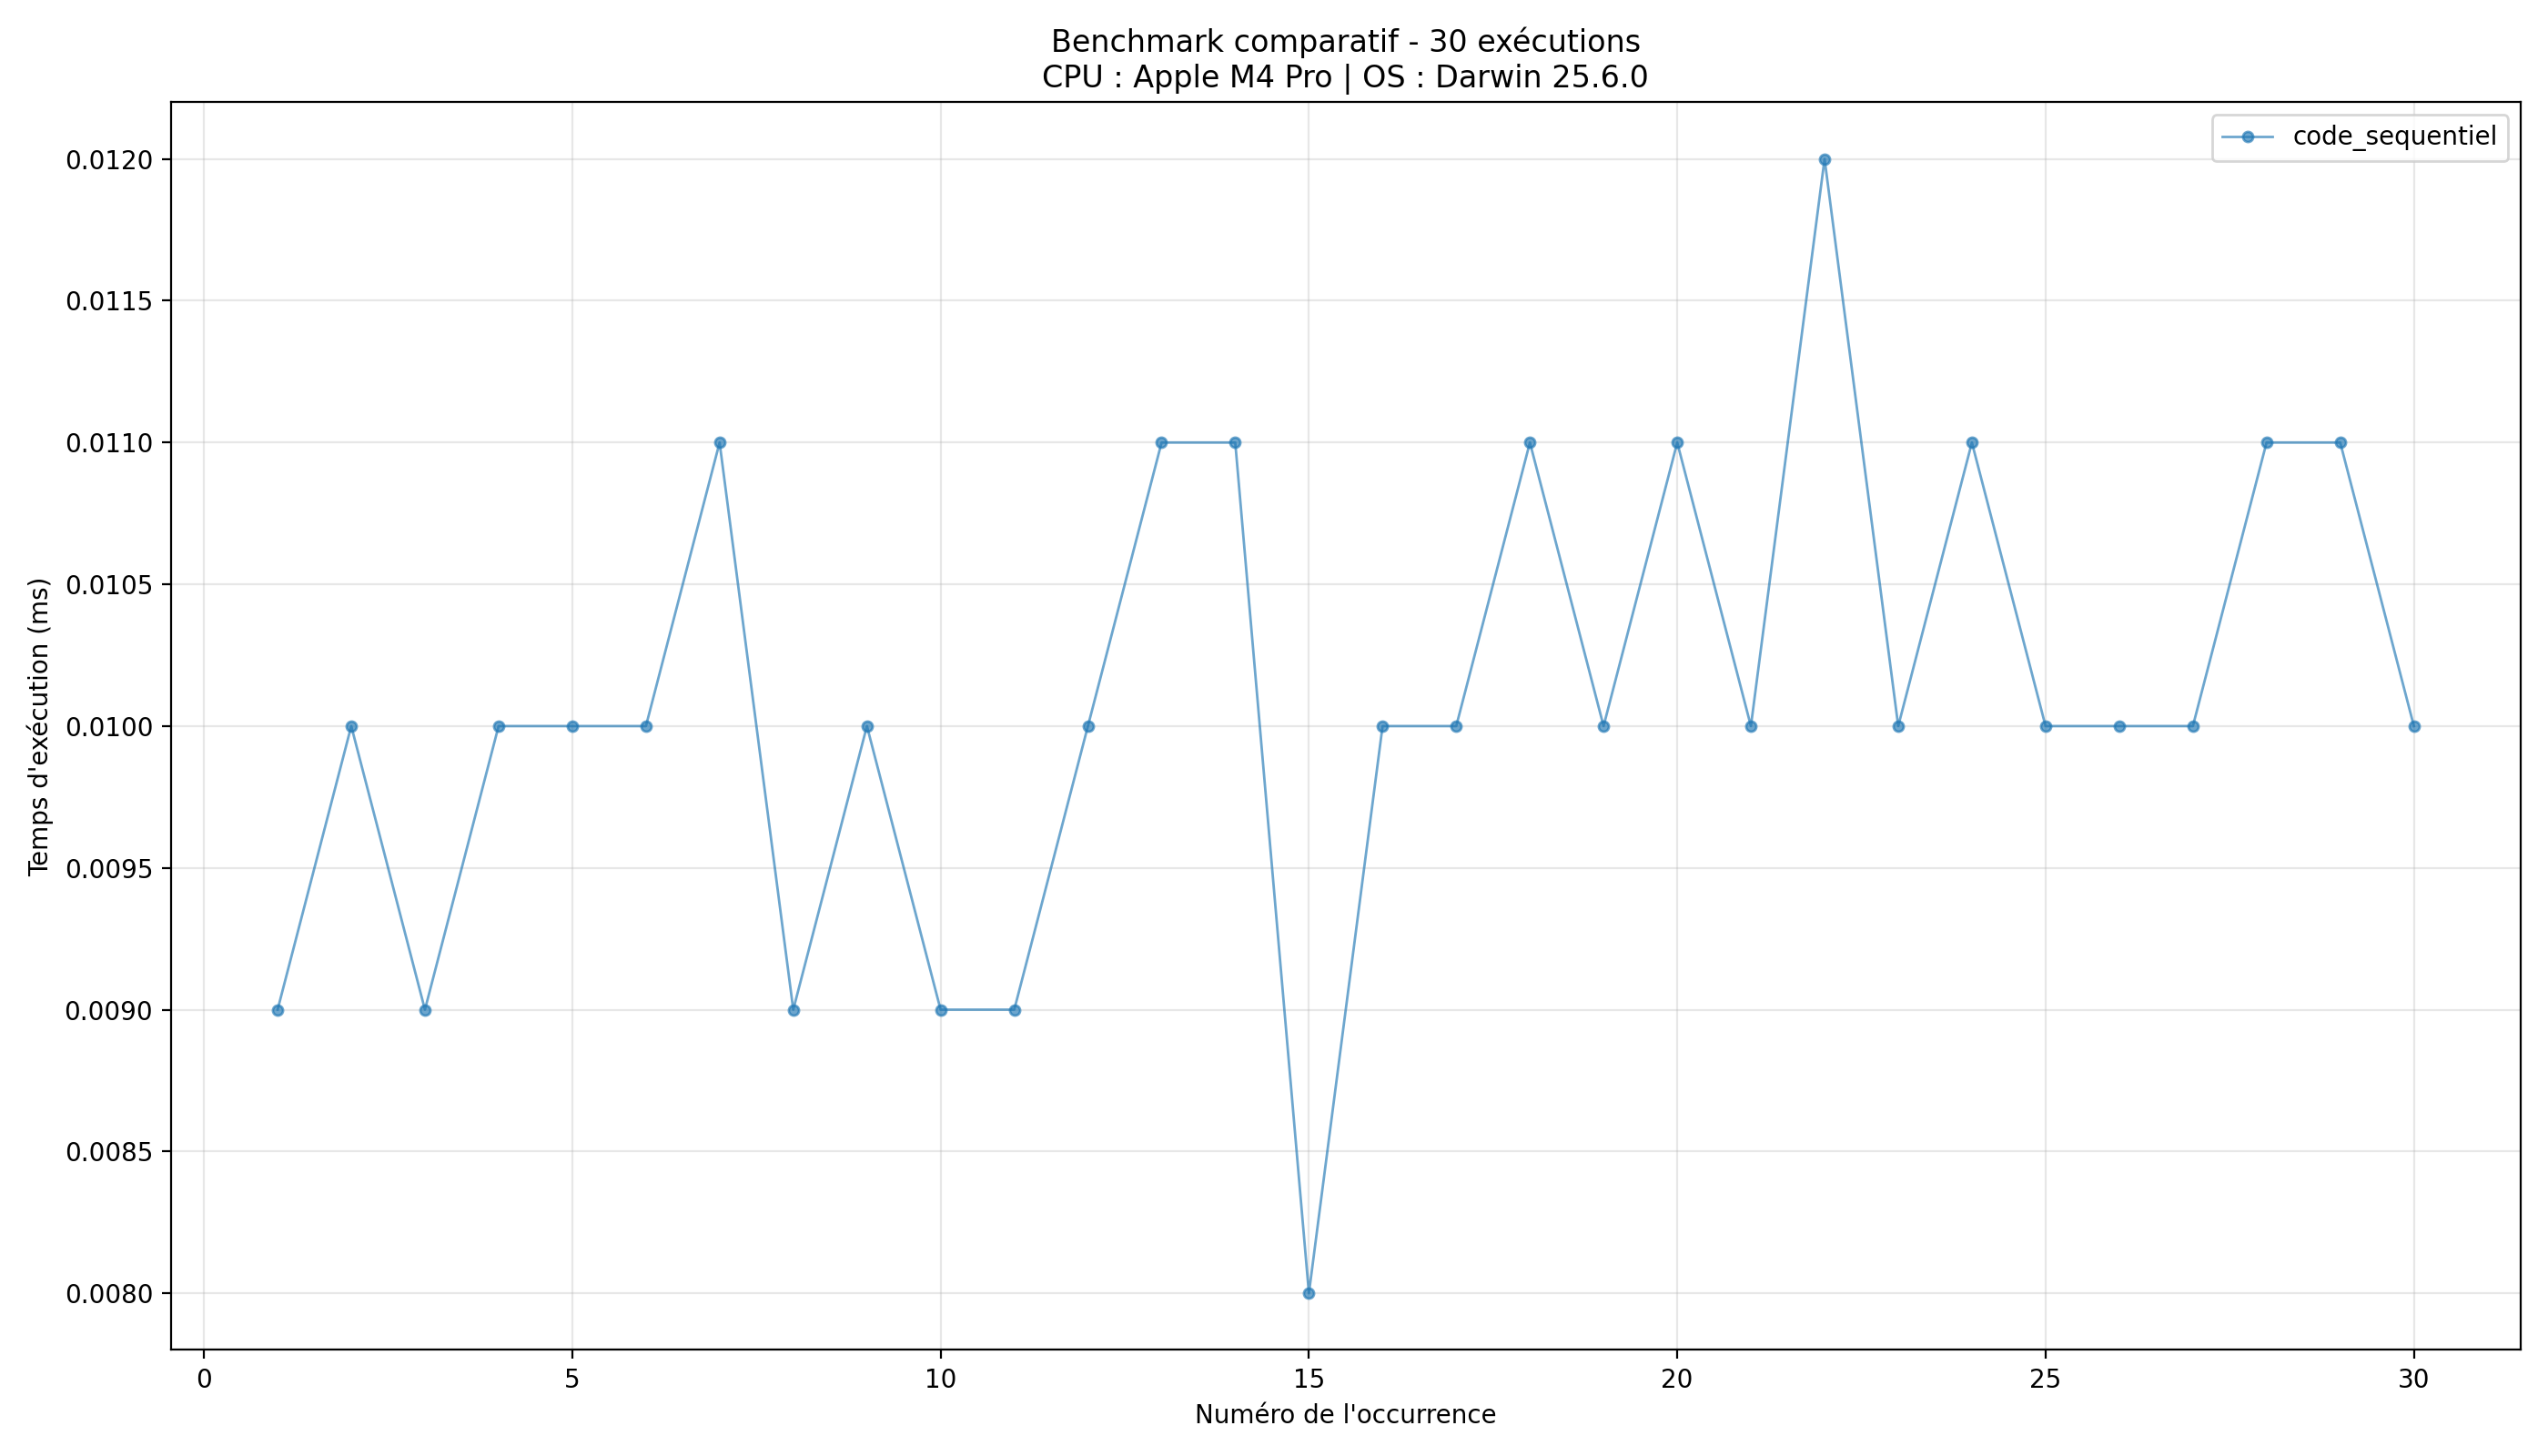 Benchmark comparatif - 30 exécutions
CPU : Apple M4 Pro | OS : Darwin 25.6.0
code_sequentiel
0.0120
0.0115
0.0110
0.0105
0.0100
0.0095
0.0090
0.0085
0.0080
Temps d'exécution (ms)
0 5 10 15 20 25 30
Numéro de l'occurrence